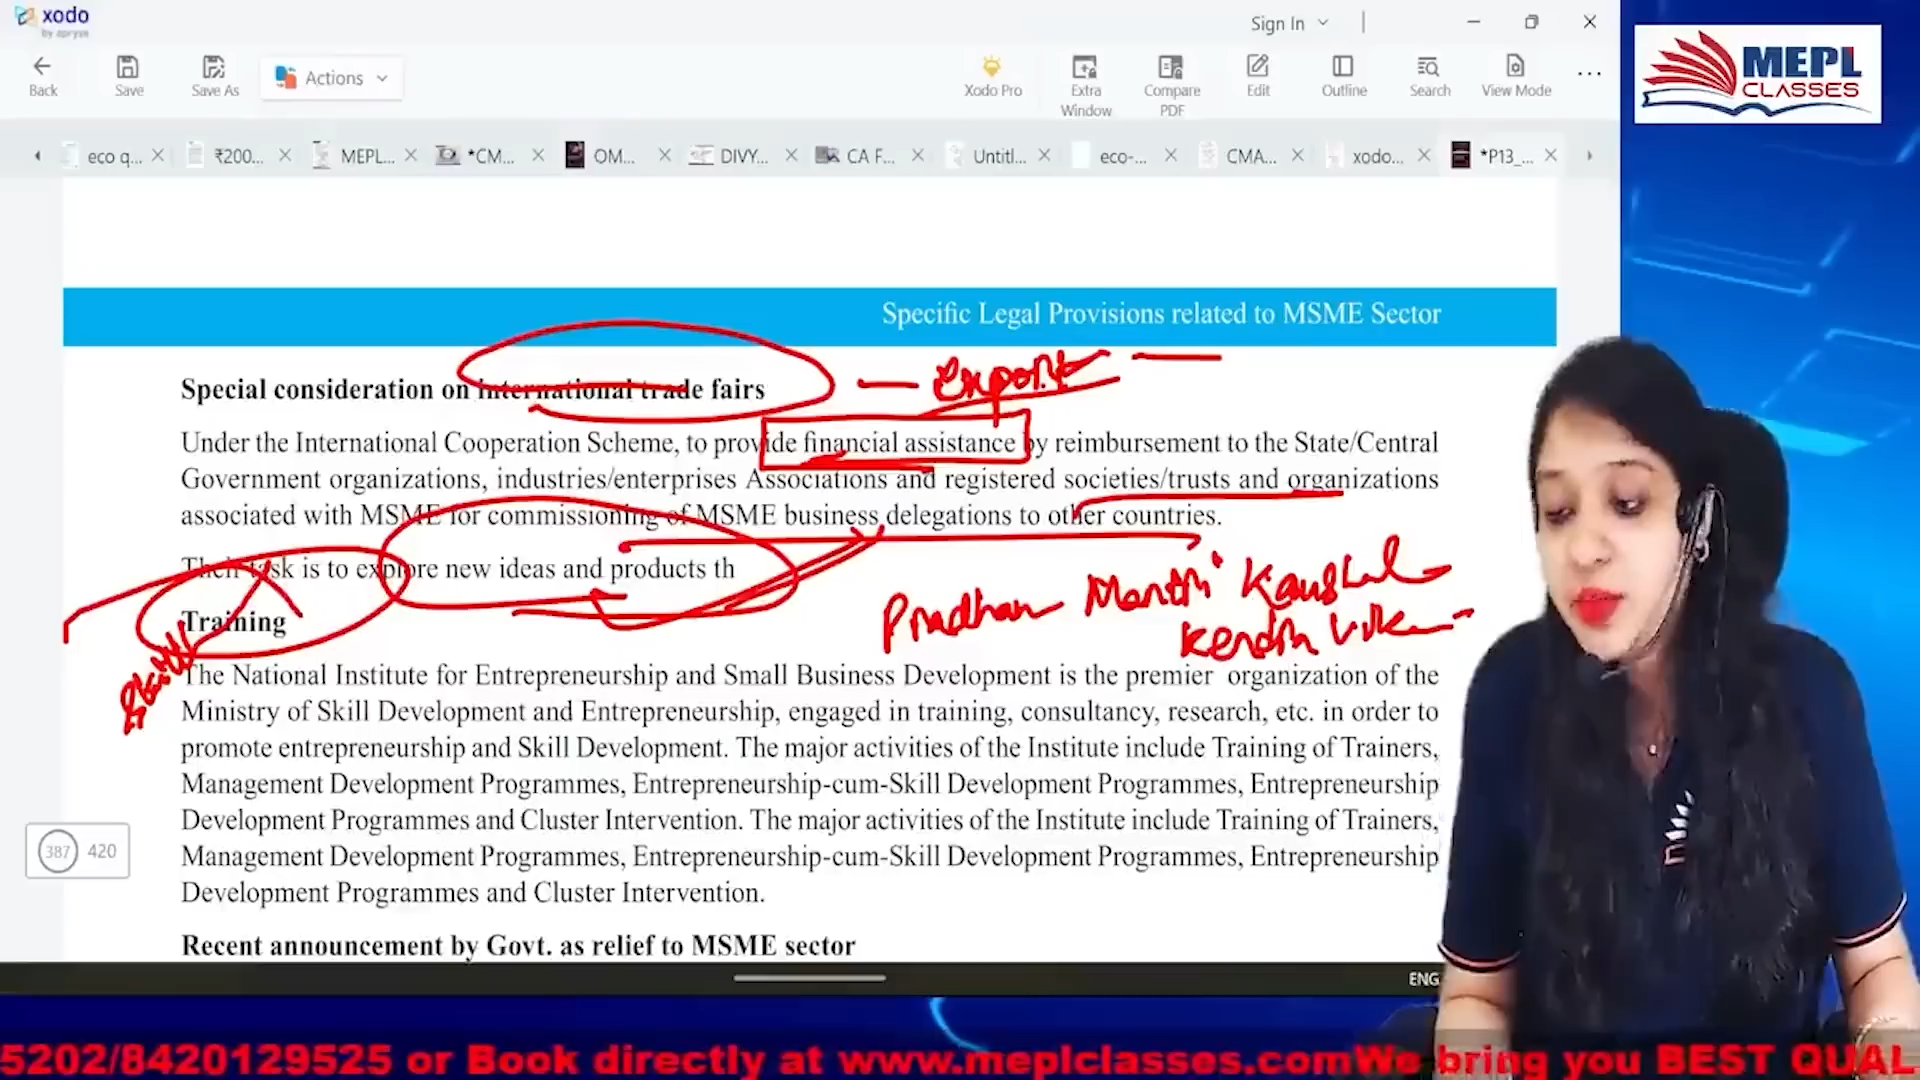 xodo
by apryse
Sign In
Back
Save
Save As
Actions
Xodo Pro
Extra Window
Compare PDF
Edit
Outline
Search
View Mode
eco q...
₹200...
MEPL...
*CM...
OM...
DIVY...
CA F...
Untitl...
eco-...
CMA...
xodo...
*P13_...
MEPL
CLASSES
Specific Legal Provisions related to MSME Sector
Special consideration on international trade fairs
export
Under the International Cooperation Scheme, to provide financial assistance by reimbursement to the State/Central
Government organizations, industries/enterprises Associations and registered societies/trusts and organizations
associated with MSME for commissioning of MSME business delegations to other countries.
Their task is to explore new ideas and products th
Pradhan Mantri Kaushal
Kendra
Training
The National Institute for Entrepreneurship and Small Business Development is the premier organization of the
Ministry of Skill Development and Entrepreneurship, engaged in training, consultancy, research, etc. in order to
promote entrepreneurship and Skill Development. The major activities of the Institute include Training of Trainers,
Management Development Programmes, Entrepreneurship-cum-Skill Development Programmes, Entrepreneurship
Development Programmes and Cluster Intervention. The major activities of the Institute include Training of Trainers,
Management Development Programmes, Entrepreneurship-cum-Skill Development Programmes, Entrepreneurship
Development Programmes and Cluster Intervention.
387 420
Recent announcement by Govt. as relief to MSME sector
ENG
5202/8420129525 or Book directly at www.meplclasses.comWe bring you BEST QUAL